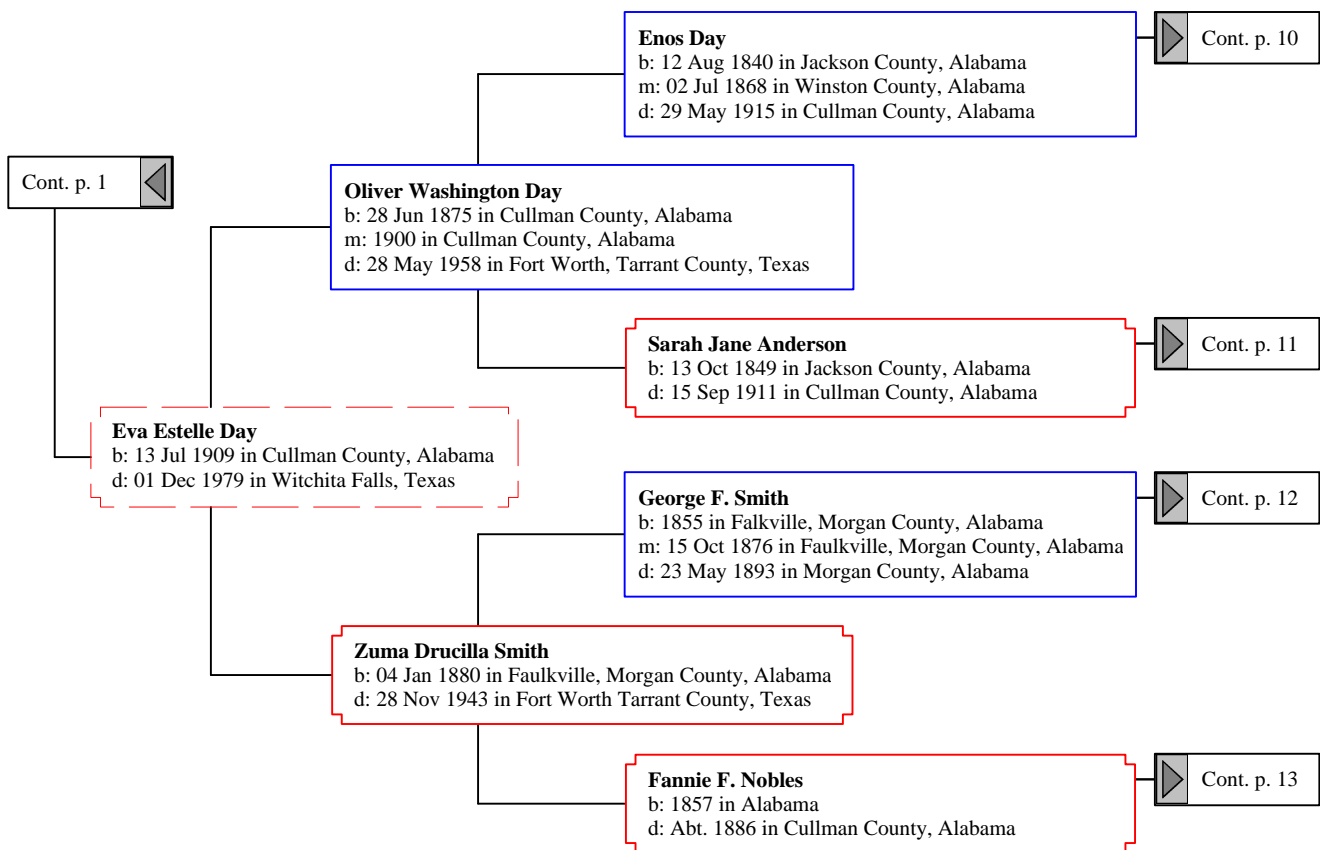 Enos Day
b: 12 Aug 1840 in Jackson County, Alabama
m: 02 Jul 1868 in Winston County, Alabama
d: 29 May 1915 in Cullman County, Alabama
Cont. p. 10
Cont. p. 1
Oliver Washington Day
b: 28 Jun 1875 in Cullman County, Alabama
m: 1900 in Cullman County, Alabama
d: 28 May 1958 in Fort Worth, Tarrant County, Texas
Sarah Jane Anderson
b: 13 Oct 1849 in Jackson County, Alabama
d: 15 Sep 1911 in Cullman County, Alabama
Cont. p. 11
Eva Estelle Day
b: 13 Jul 1909 in Cullman County, Alabama
d: 01 Dec 1979 in Witchita Falls, Texas
George F. Smith
b: 1855 in Falkville, Morgan County, Alabama
m: 15 Oct 1876 in Faulkville, Morgan County, Alabama
d: 23 May 1893 in Morgan County, Alabama
Cont. p. 12
Zuma Drucilla Smith
b: 04 Jan 1880 in Faulkville, Morgan County, Alabama
d: 28 Nov 1943 in Fort Worth Tarrant County, Texas
Fannie F. Nobles
b: 1857 in Alabama
d: Abt. 1886 in Cullman County, Alabama
Cont. p. 13